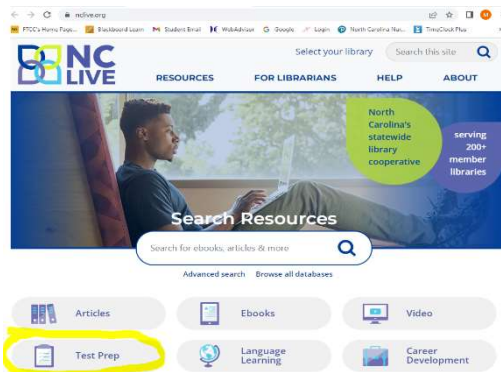 nclive.org
FTCC's Home Page... Blackboard Learn Student Email WebAdvisor Google Login North Carolina Nur... TimeClock Plus
NC LIVE
Select your library
Search this site
RESOURCES FOR LIBRARIANS HELP ABOUT
North Carolina's statewide library cooperative
serving 200+ member libraries
Search Resources
Search for ebooks, articles & more
Advanced search Browse all databases
Articles Ebooks Video
Test Prep Language Learning Career Development